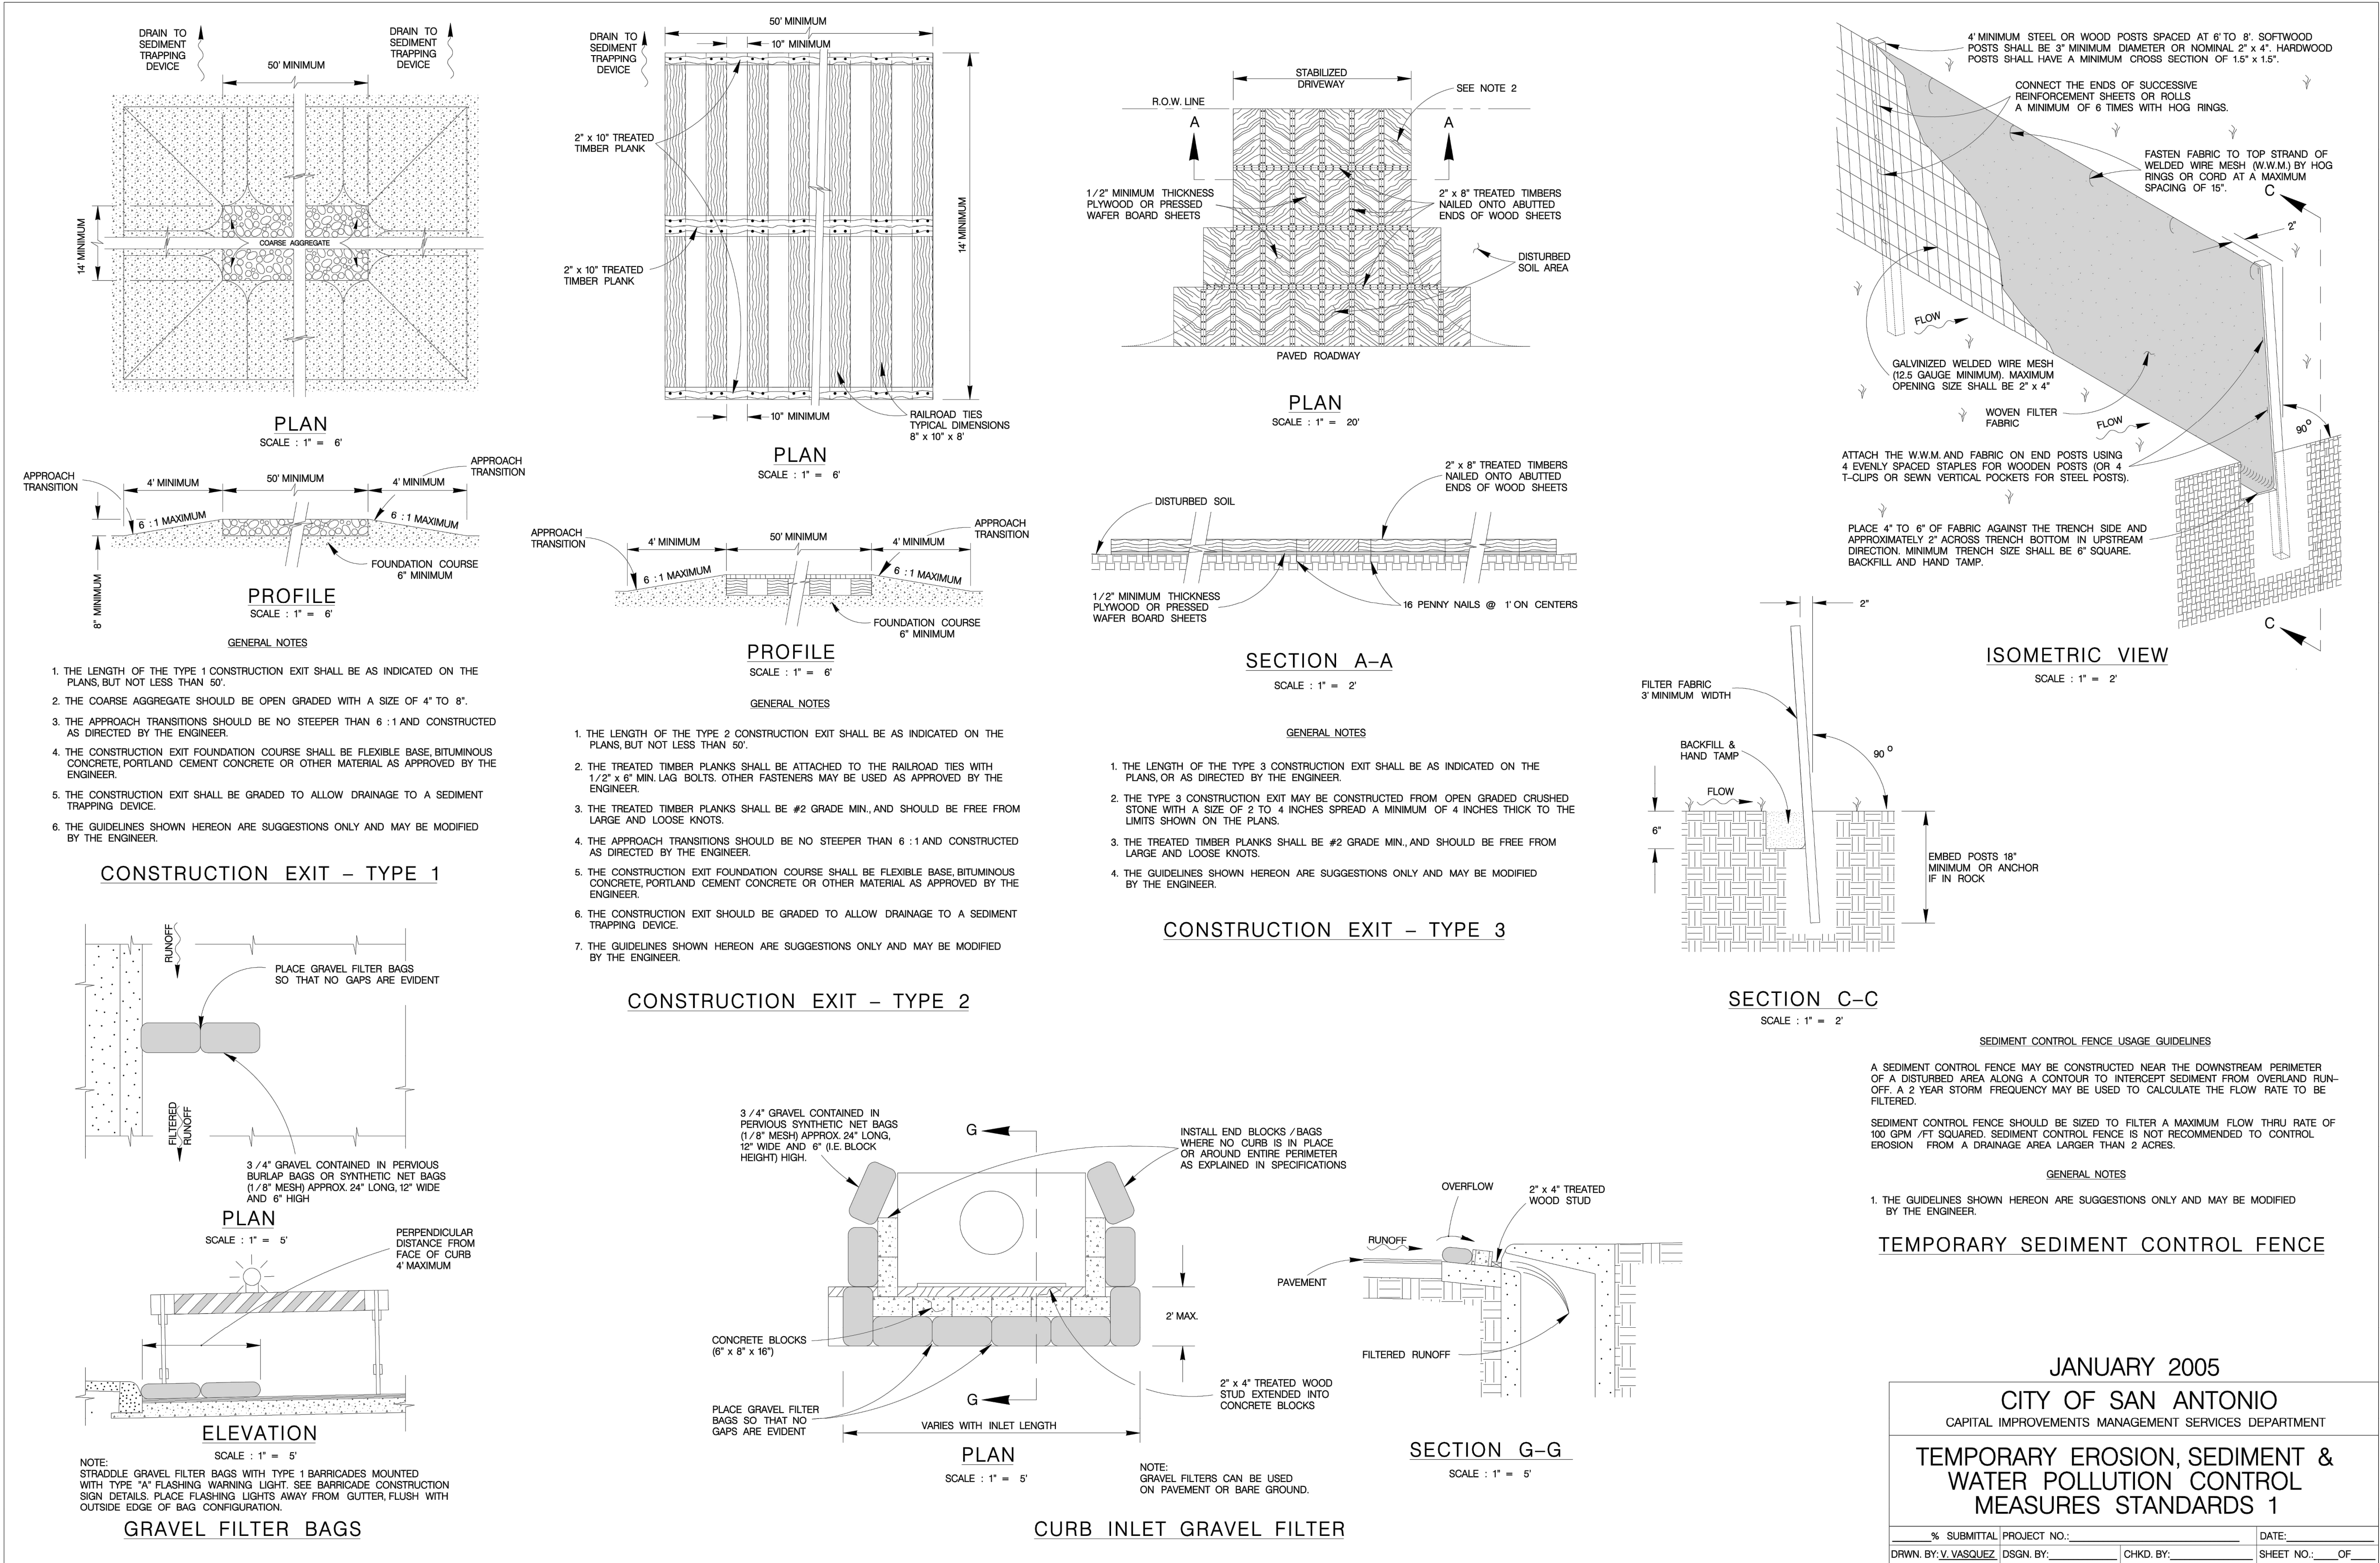 DRAIN TO
SEDIMENT
TRAPPING
DEVICE
DRAIN TO
SEDIMENT
TRAPPING
DEVICE
50' MINIMUM
14' MINIMUM
COARSE AGGREGATE
PLAN
SCALE : 1" = 6'
APPROACH
TRANSITION
4' MINIMUM
50' MINIMUM
4' MINIMUM
APPROACH
TRANSITION
6 : 1 MAXIMUM
6 : 1 MAXIMUM
8" MINIMUM
FOUNDATION COURSE
6" MINIMUM
PROFILE
SCALE : 1" = 6'
GENERAL NOTES
1. THE LENGTH OF THE TYPE 1 CONSTRUCTION EXIT SHALL BE AS INDICATED ON THE
PLANS, BUT NOT LESS THAN 50'.
2. THE COARSE AGGREGATE SHOULD BE OPEN GRADED WITH A SIZE OF 4" TO 8".
3. THE APPROACH TRANSITIONS SHOULD BE NO STEEPER THAN 6 : 1 AND CONSTRUCTED
AS DIRECTED BY THE ENGINEER.
4. THE CONSTRUCTION EXIT FOUNDATION COURSE SHALL BE FLEXIBLE BASE, BITUMINOUS
CONCRETE, PORTLAND CEMENT CONCRETE OR OTHER MATERIAL AS APPROVED BY THE
ENGINEER.
5. THE CONSTRUCTION EXIT SHALL BE GRADED TO ALLOW DRAINAGE TO A SEDIMENT
TRAPPING DEVICE.
6. THE GUIDELINES SHOWN HEREON ARE SUGGESTIONS ONLY AND MAY BE MODIFIED
BY THE ENGINEER.
CONSTRUCTION EXIT – TYPE 1
DRAIN TO
SEDIMENT
TRAPPING
DEVICE
50' MINIMUM
10" MINIMUM
2" x 10" TREATED
TIMBER PLANK
2" x 10" TREATED
TIMBER PLANK
14' MINIMUM
10" MINIMUM
RAILROAD TIES
TYPICAL DIMENSIONS
8" x 10" x 8'
PLAN
SCALE : 1" = 6'
APPROACH
TRANSITION
4' MINIMUM
50' MINIMUM
4' MINIMUM
APPROACH
TRANSITION
6 : 1 MAXIMUM
6 : 1 MAXIMUM
FOUNDATION COURSE
6" MINIMUM
PROFILE
SCALE : 1" = 6'
GENERAL NOTES
1. THE LENGTH OF THE TYPE 2 CONSTRUCTION EXIT SHALL BE AS INDICATED ON THE
PLANS, BUT NOT LESS THAN 50'.
2. THE TREATED TIMBER PLANKS SHALL BE ATTACHED TO THE RAILROAD TIES WITH
1/2" x 6" MIN. LAG BOLTS. OTHER FASTENERS MAY BE USED AS APPROVED BY THE
ENGINEER.
3. THE TREATED TIMBER PLANKS SHALL BE #2 GRADE MIN., AND SHOULD BE FREE FROM
LARGE AND LOOSE KNOTS.
4. THE APPROACH TRANSITIONS SHOULD BE NO STEEPER THAN 6 : 1 AND CONSTRUCTED
AS DIRECTED BY THE ENGINEER.
5. THE CONSTRUCTION EXIT FOUNDATION COURSE SHALL BE FLEXIBLE BASE, BITUMINOUS
CONCRETE, PORTLAND CEMENT CONCRETE OR OTHER MATERIAL AS APPROVED BY THE
ENGINEER.
6. THE CONSTRUCTION EXIT SHOULD BE GRADED TO ALLOW DRAINAGE TO A SEDIMENT
TRAPPING DEVICE.
7. THE GUIDELINES SHOWN HEREON ARE SUGGESTIONS ONLY AND MAY BE MODIFIED
BY THE ENGINEER.
CONSTRUCTION EXIT – TYPE 2
STABILIZED
DRIVEWAY
SEE NOTE 2
R.O.W. LINE
A
A
1/2" MINIMUM THICKNESS
PLYWOOD OR PRESSED
WAFER BOARD SHEETS
2" x 8" TREATED TIMBERS
NAILED ONTO ABUTTED
ENDS OF WOOD SHEETS
DISTURBED
SOIL AREA
PAVED ROADWAY
PLAN
SCALE : 1" = 20'
2" x 8" TREATED TIMBERS
NAILED ONTO ABUTTED
ENDS OF WOOD SHEETS
DISTURBED SOIL
1/2" MINIMUM THICKNESS
PLYWOOD OR PRESSED
WAFER BOARD SHEETS
16 PENNY NAILS @ 1' ON CENTERS
SECTION A–A
SCALE : 1" = 2'
GENERAL NOTES
1. THE LENGTH OF THE TYPE 3 CONSTRUCTION EXIT SHALL BE AS INDICATED ON THE
PLANS, OR AS DIRECTED BY THE ENGINEER.
2. THE TYPE 3 CONSTRUCTION EXIT MAY BE CONSTRUCTED FROM OPEN GRADED CRUSHED
STONE WITH A SIZE OF 2 TO 4 INCHES SPREAD A MINIMUM OF 4 INCHES THICK TO THE
LIMITS SHOWN ON THE PLANS.
3. THE TREATED TIMBER PLANKS SHALL BE #2 GRADE MIN., AND SHOULD BE FREE FROM
LARGE AND LOOSE KNOTS.
4. THE GUIDELINES SHOWN HEREON ARE SUGGESTIONS ONLY AND MAY BE MODIFIED
BY THE ENGINEER.
CONSTRUCTION EXIT – TYPE 3
4' MINIMUM STEEL OR WOOD POSTS SPACED AT 6' TO 8'. SOFTWOOD
POSTS SHALL BE 3" MINIMUM DIAMETER OR NOMINAL 2" x 4". HARDWOOD
POSTS SHALL HAVE A MINIMUM CROSS SECTION OF 1.5" x 1.5".
CONNECT THE ENDS OF SUCCESSIVE
REINFORCEMENT SHEETS OR ROLLS
A MINIMUM OF 6 TIMES WITH HOG RINGS.
FASTEN FABRIC TO TOP STRAND OF
WELDED WIRE MESH (W.W.M.) BY HOG
RINGS OR CORD AT A MAXIMUM
SPACING OF 15".
C
2"
FLOW
GALVINIZED WELDED WIRE MESH
(12.5 GAUGE MINIMUM). MAXIMUM
OPENING SIZE SHALL BE 2" x 4"
WOVEN FILTER
FABRIC
FLOW
90°
ATTACH THE W.W.M. AND FABRIC ON END POSTS USING
4 EVENLY SPACED STAPLES FOR WOODEN POSTS (OR 4
T–CLIPS OR SEWN VERTICAL POCKETS FOR STEEL POSTS).
PLACE 4" TO 6" OF FABRIC AGAINST THE TRENCH SIDE AND
APPROXIMATELY 2" ACROSS TRENCH BOTTOM IN UPSTREAM
DIRECTION. MINIMUM TRENCH SIZE SHALL BE 6" SQUARE.
BACKFILL AND HAND TAMP.
C
ISOMETRIC VIEW
SCALE : 1" = 2'
2"
FILTER FABRIC
3' MINIMUM WIDTH
BACKFILL &
HAND TAMP
90°
FLOW
6"
EMBED POSTS 18"
MINIMUM OR ANCHOR
IF IN ROCK
SECTION C–C
SCALE : 1" = 2'
SEDIMENT CONTROL FENCE USAGE GUIDELINES
A SEDIMENT CONTROL FENCE MAY BE CONSTRUCTED NEAR THE DOWNSTREAM PERIMETER
OF A DISTURBED AREA ALONG A CONTOUR TO INTERCEPT SEDIMENT FROM OVERLAND RUN–
OFF. A 2 YEAR STORM FREQUENCY MAY BE USED TO CALCULATE THE FLOW RATE TO BE
FILTERED.
SEDIMENT CONTROL FENCE SHOULD BE SIZED TO FILTER A MAXIMUM FLOW THRU RATE OF
100 GPM /FT SQUARED. SEDIMENT CONTROL FENCE IS NOT RECOMMENDED TO CONTROL
EROSION FROM A DRAINAGE AREA LARGER THAN 2 ACRES.
GENERAL NOTES
1. THE GUIDELINES SHOWN HEREON ARE SUGGESTIONS ONLY AND MAY BE MODIFIED
BY THE ENGINEER.
TEMPORARY SEDIMENT CONTROL FENCE
RUNOFF
PLACE GRAVEL FILTER BAGS
SO THAT NO GAPS ARE EVIDENT
FILTERED
RUNOFF
3/4" GRAVEL CONTAINED IN PERVIOUS
BURLAP BAGS OR SYNTHETIC NET BAGS
(1/8" MESH) APPROX. 24" LONG, 12" WIDE
AND 6" HIGH
PLAN
SCALE : 1" = 5'
PERPENDICULAR
DISTANCE FROM
FACE OF CURB
4' MAXIMUM
ELEVATION
SCALE : 1" = 5'
NOTE:
STRADDLE GRAVEL FILTER BAGS WITH TYPE 1 BARRICADES MOUNTED
WITH TYPE "A" FLASHING WARNING LIGHT. SEE BARRICADE CONSTRUCTION
SIGN DETAILS. PLACE FLASHING LIGHTS AWAY FROM GUTTER, FLUSH WITH
OUTSIDE EDGE OF BAG CONFIGURATION.
GRAVEL FILTER BAGS
3/4" GRAVEL CONTAINED IN
PERVIOUS SYNTHETIC NET BAGS
(1/8" MESH) APPROX. 24" LONG,
12" WIDE AND 6" (I.E. BLOCK
HEIGHT) HIGH.
G
INSTALL END BLOCKS /BAGS
WHERE NO CURB IS IN PLACE
OR AROUND ENTIRE PERIMETER
AS EXPLAINED IN SPECIFICATIONS
2' MAX.
CONCRETE BLOCKS
(6" x 8" x 16")
2" x 4" TREATED WOOD
STUD EXTENDED INTO
CONCRETE BLOCKS
G
PLACE GRAVEL FILTER
BAGS SO THAT NO
GAPS ARE EVIDENT
VARIES WITH INLET LENGTH
PLAN
SCALE : 1" = 5'
NOTE:
GRAVEL FILTERS CAN BE USED
ON PAVEMENT OR BARE GROUND.
OVERFLOW
2" x 4" TREATED
WOOD STUD
RUNOFF
PAVEMENT
FILTERED RUNOFF
SECTION G–G
SCALE : 1" = 5'
CURB INLET GRAVEL FILTER
JANUARY 2005
CITY OF SAN ANTONIO
CAPITAL IMPROVEMENTS MANAGEMENT SERVICES DEPARTMENT
TEMPORARY EROSION, SEDIMENT &
WATER POLLUTION CONTROL
MEASURES STANDARDS 1
% SUBMITTAL PROJECT NO.: DATE:
DRWN. BY: V. VASQUEZ DSGN. BY: CHKD. BY: SHEET NO.: OF